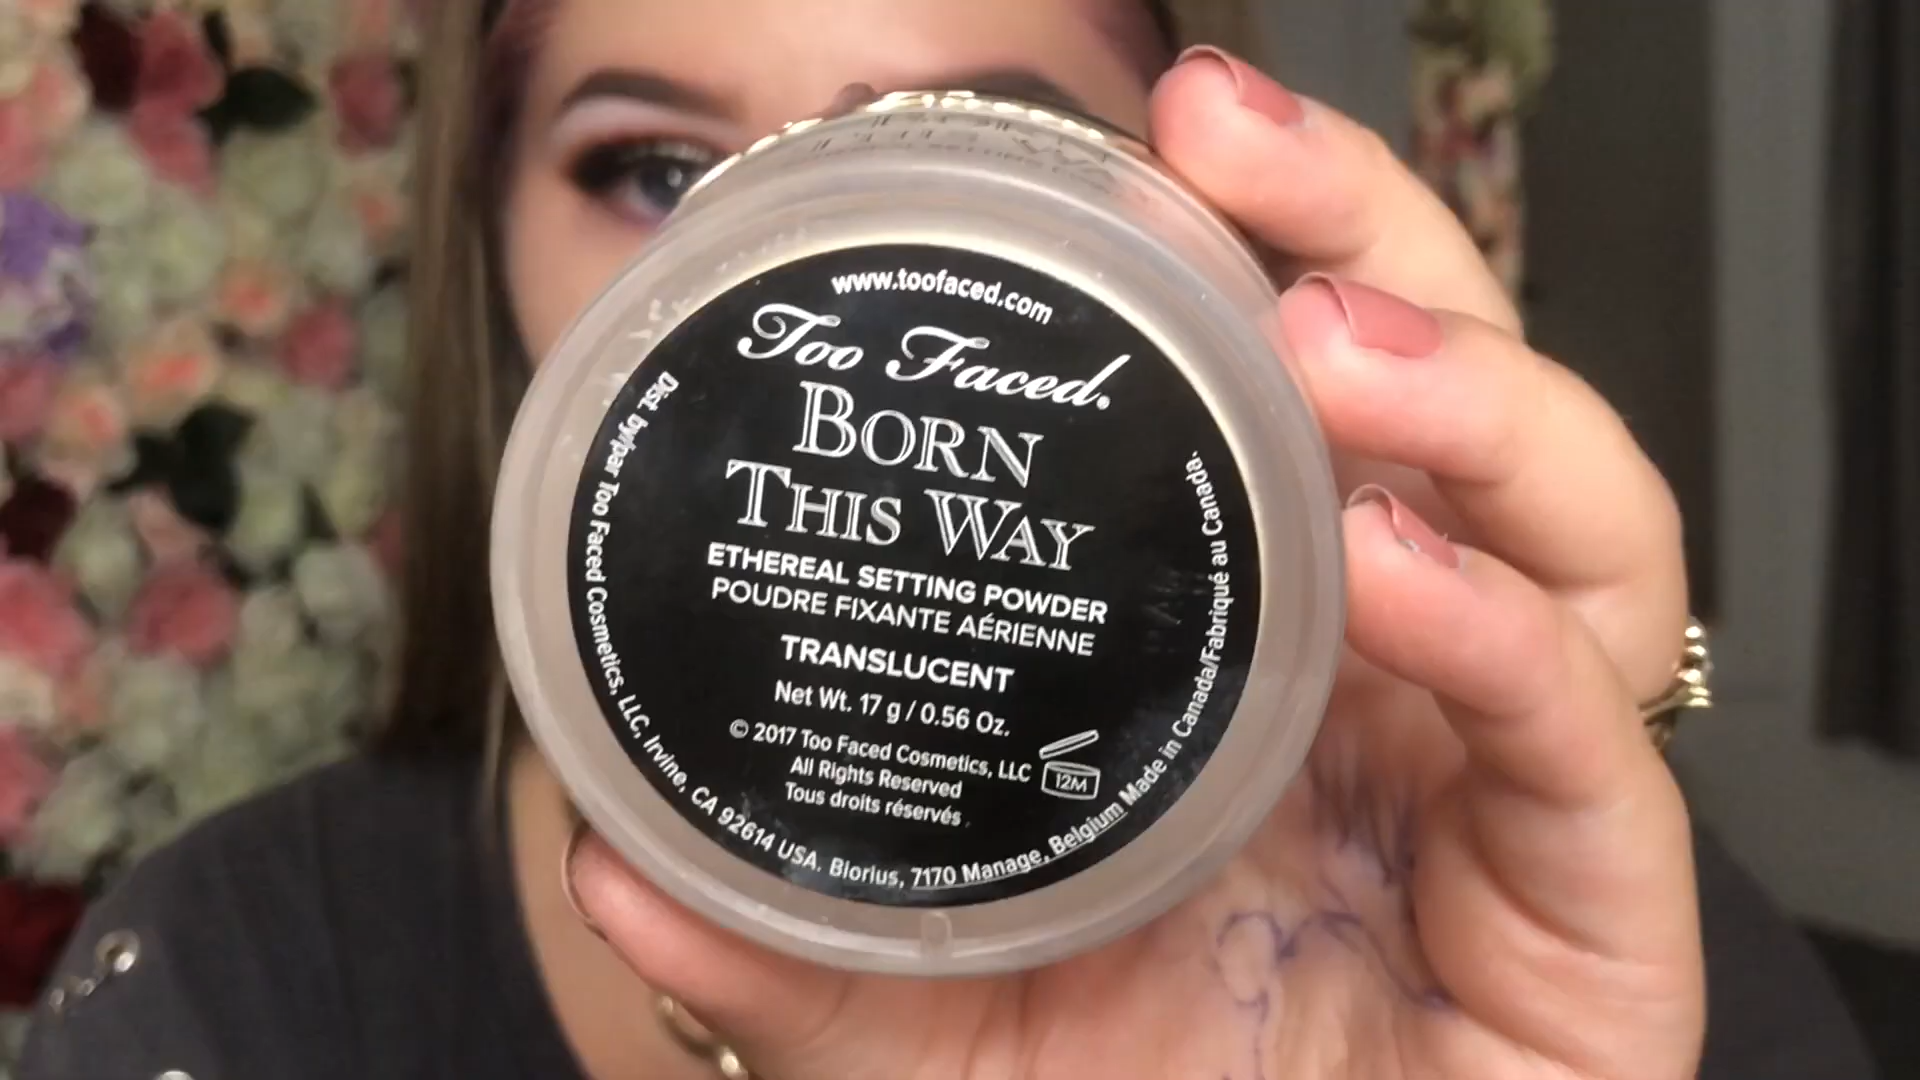 www.toofaced.com
Too Faced.
BORN
THIS WAY
ETHEREAL SETTING POWDER
POUDRE FIXANTE AÉRIENNE
TRANSLUCENT
Net Wt. 17 g / 0.56 Oz.
© 2017 Too Faced Cosmetics, LLC
All Rights Reserved
Tous droits réservés
12M
Dist. by/par Too Faced Cosmetics, LLC, Irvine, CA 92614 USA. Biorius, 7170 Manage, Belgium Made in Canada/Fabriqué au Canada.